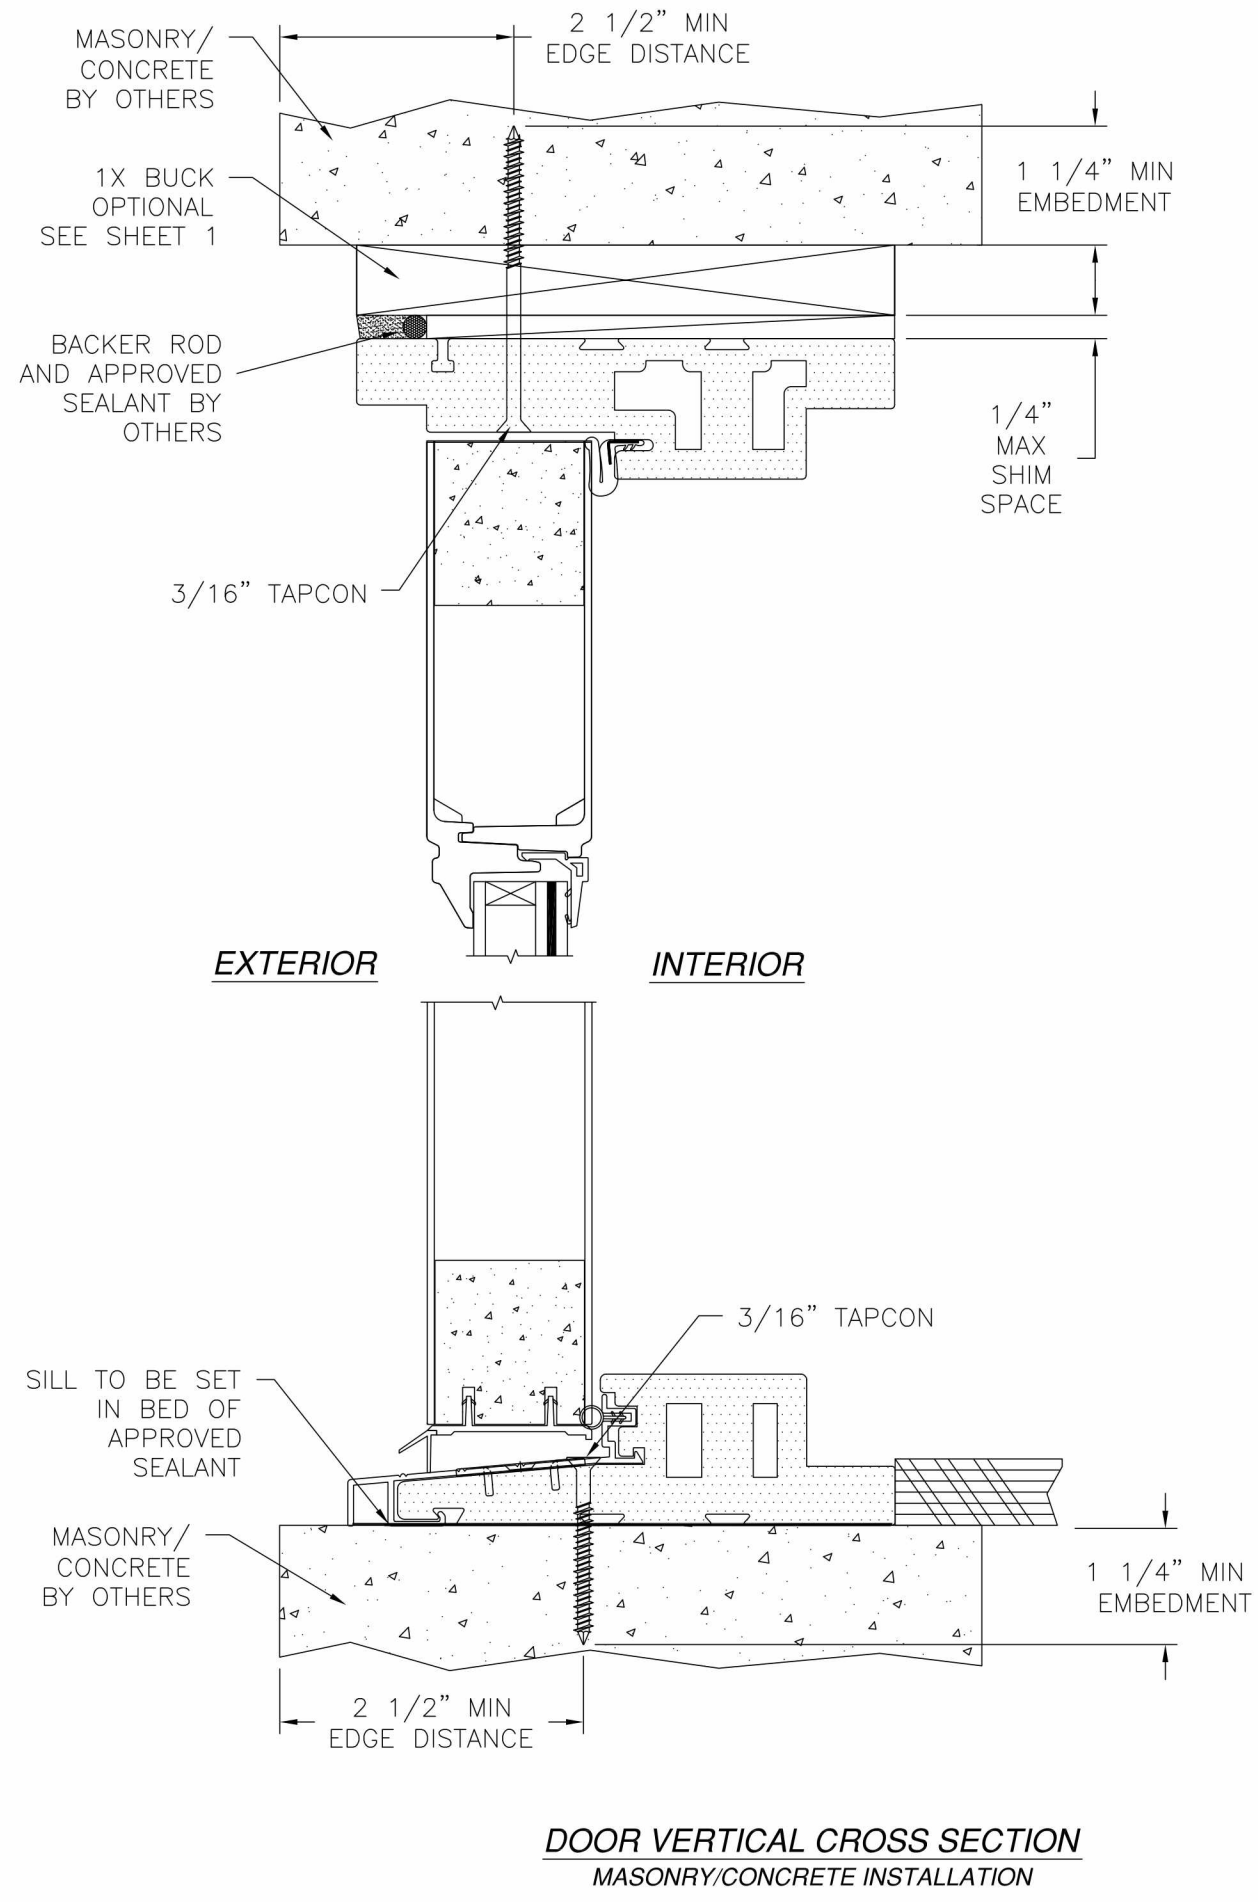 MASONRY/
CONCRETE
BY OTHERS
2 1/2” MIN
EDGE DISTANCE
1X BUCK
OPTIONAL
SEE SHEET 1
1 1/4” MIN
EMBEDMENT
BACKER ROD
AND APPROVED
SEALANT BY
OTHERS
1/4”
MAX
SHIM
SPACE
3/16” TAPCON
EXTERIOR
INTERIOR
3/16” TAPCON
SILL TO BE SET
IN BED OF
APPROVED
SEALANT
MASONRY/
CONCRETE
BY OTHERS
1 1/4” MIN
EMBEDMENT
2 1/2” MIN
EDGE DISTANCE
DOOR VERTICAL CROSS SECTION
MASONRY/CONCRETE INSTALLATION